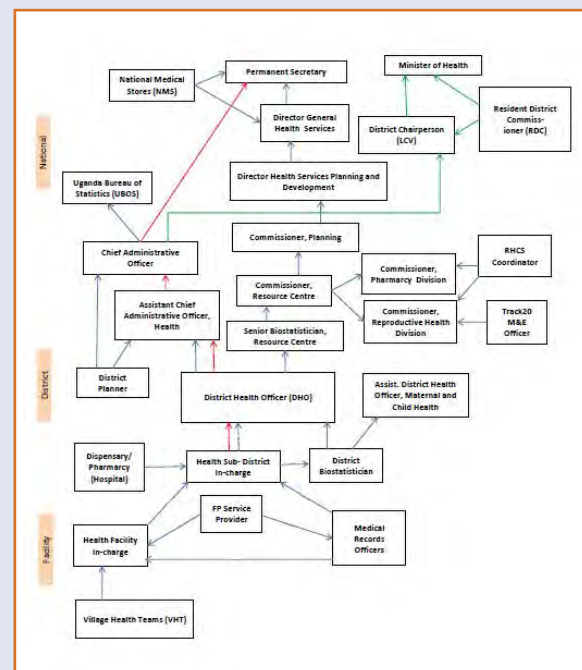 Permanent Secretary
Minister of Health
National Medical
Stores (NMS)
Resident District
Commiss-
ioner (RDC)
Director General
Health Services
District Chairperson
(LCV)
National
Director Health Services Planning and
Development
Uganda Bureau of
Statistics (UBOS)
Commissioner, Planning
Chief Administrative
Officer
RHCS
Coordinator
Commissioner,
Pharmacy Division
Commissioner,
Resource Centre
Assistant Chief
Administrative Officer,
Health
Commissioner,
Reproductive Health
Division
Track20
M&E
Officer
Senior Biostatistician,
Resource Centre
District
District
Planner
District Health Officer (DHO)
Assist. District Health
Officer, Maternal and
Child Health
Dispensary/
Pharmacy
(Hospital)
Health Sub- District
In-charge
District
Biostatistician
FP Service
Provider
Facility
Health Facility
In-charge
Medical
Records
Officers
Village Health Teams (VHT)